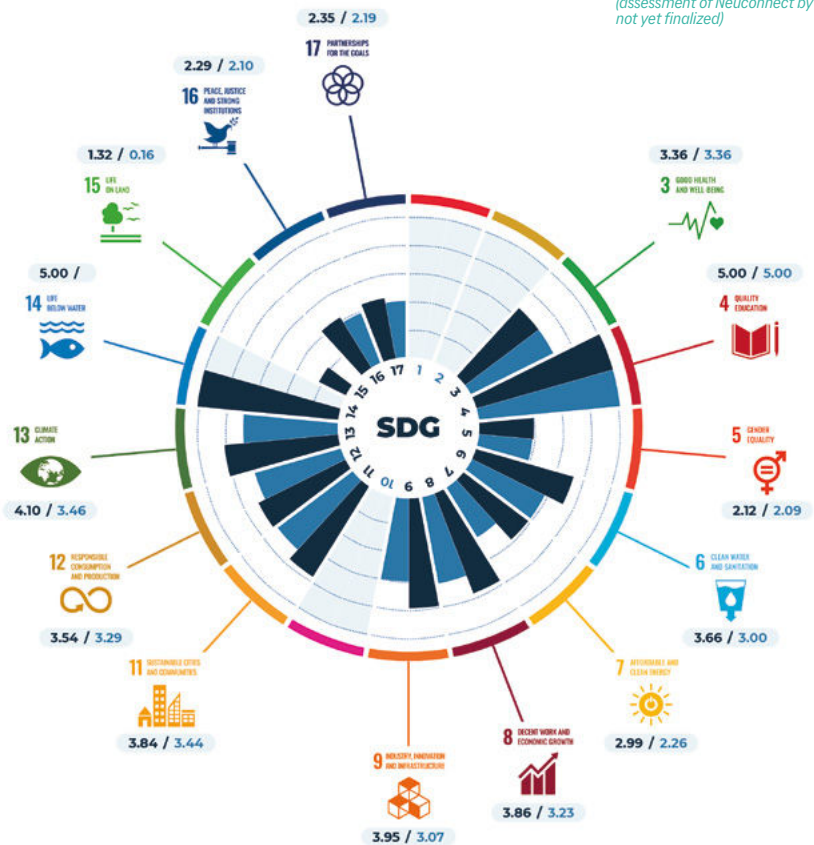 (assessment of Neuconnect by
not yet finalized)
2.35 / 2.19
17 PARTNERSHIPS
FOR THE GOALS
2.29 / 2.10
16 PEACE, JUSTICE
AND STRONG
INSTITUTIONS
1.32 / 0.16
15 LIFE
ON LAND
5.00 /
14 LIFE
BELOW WATER
13 CLIMATE
ACTION
4.10 / 3.46
12 RESPONSIBLE
CONSUMPTION
AND PRODUCTION
3.54 / 3.29
11 SUSTAINABLE CITIES
AND COMMUNITIES
3.84 / 3.44
9 INDUSTRY, INNOVATION
AND INFRASTRUCTURE
3.95 / 3.07
8 DECENT WORK AND
ECONOMIC GROWTH
3.86 / 3.23
7 AFFORDABLE AND
CLEAN ENERGY
2.99 / 2.26
6 CLEAN WATER
AND SANITATION
3.66 / 3.00
5 GENDER
EQUALITY
2.12 / 2.09
5.00 / 5.00
4 QUALITY
EDUCATION
3.36 / 3.36
3 GOOD HEALTH
AND WELL-BEING
SDG
1 2 3 4 5 6 7 8 9 10 11 12 13 14 15 16 17